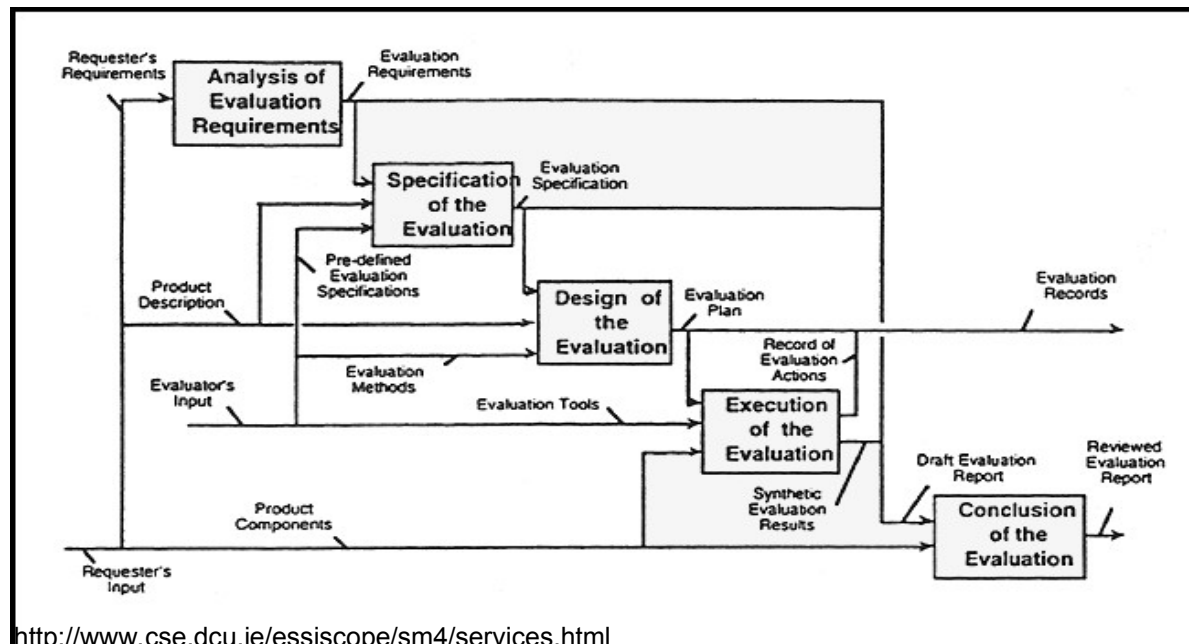 Requester's
Requirements
Analysis of
Evaluation
Requirements
Evaluation
Requirements
Specification
of the
Evaluation
Evaluation
Specification
Pre-defined
Evaluation
Specifications
Product
Description
Design of
the
Evaluation
Evaluation
Plan
Evaluation
Records
Evaluation
Methods
Record of
Evaluation
Actions
Evaluator's
Input
Evaluation Tools
Execution
of the
Evaluation
Synthetic
Evaluation
Results
Draft Evaluation
Report
Reviewed
Evaluation
Report
Product
Components
Conclusion
of the
Evaluation
Requester's
Input
http://www.cse.dcu.ie/essiscope/sm4/services.html